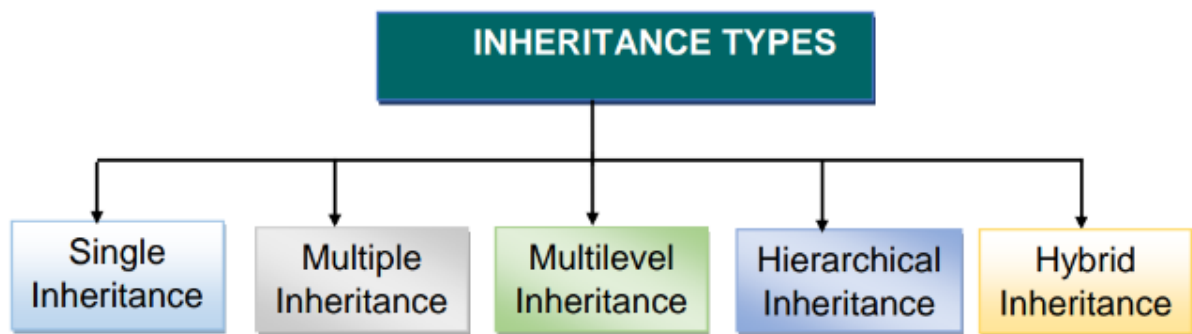 INHERITANCE TYPES
Single
Inheritance
Multiple
Inheritance
Multilevel
Inheritance
Hierarchical
Inheritance
Hybrid
Inheritance